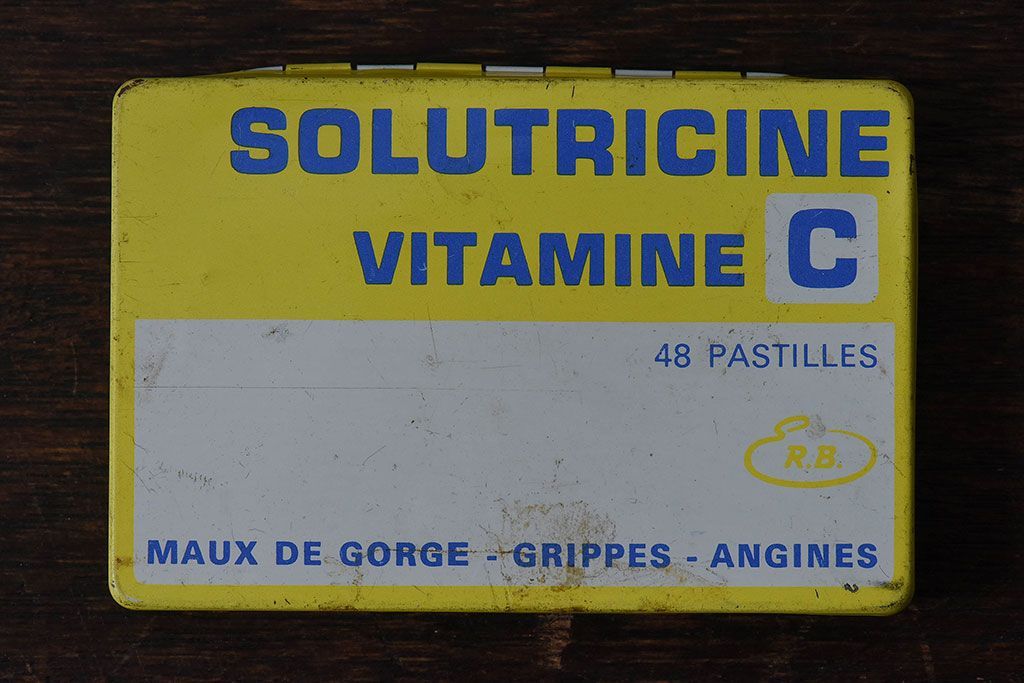 SOLUTRICINE
VITAMINE C
48 PASTILLES
R.B.
MAUX DE GORGE - GRIPPES - ANGINES